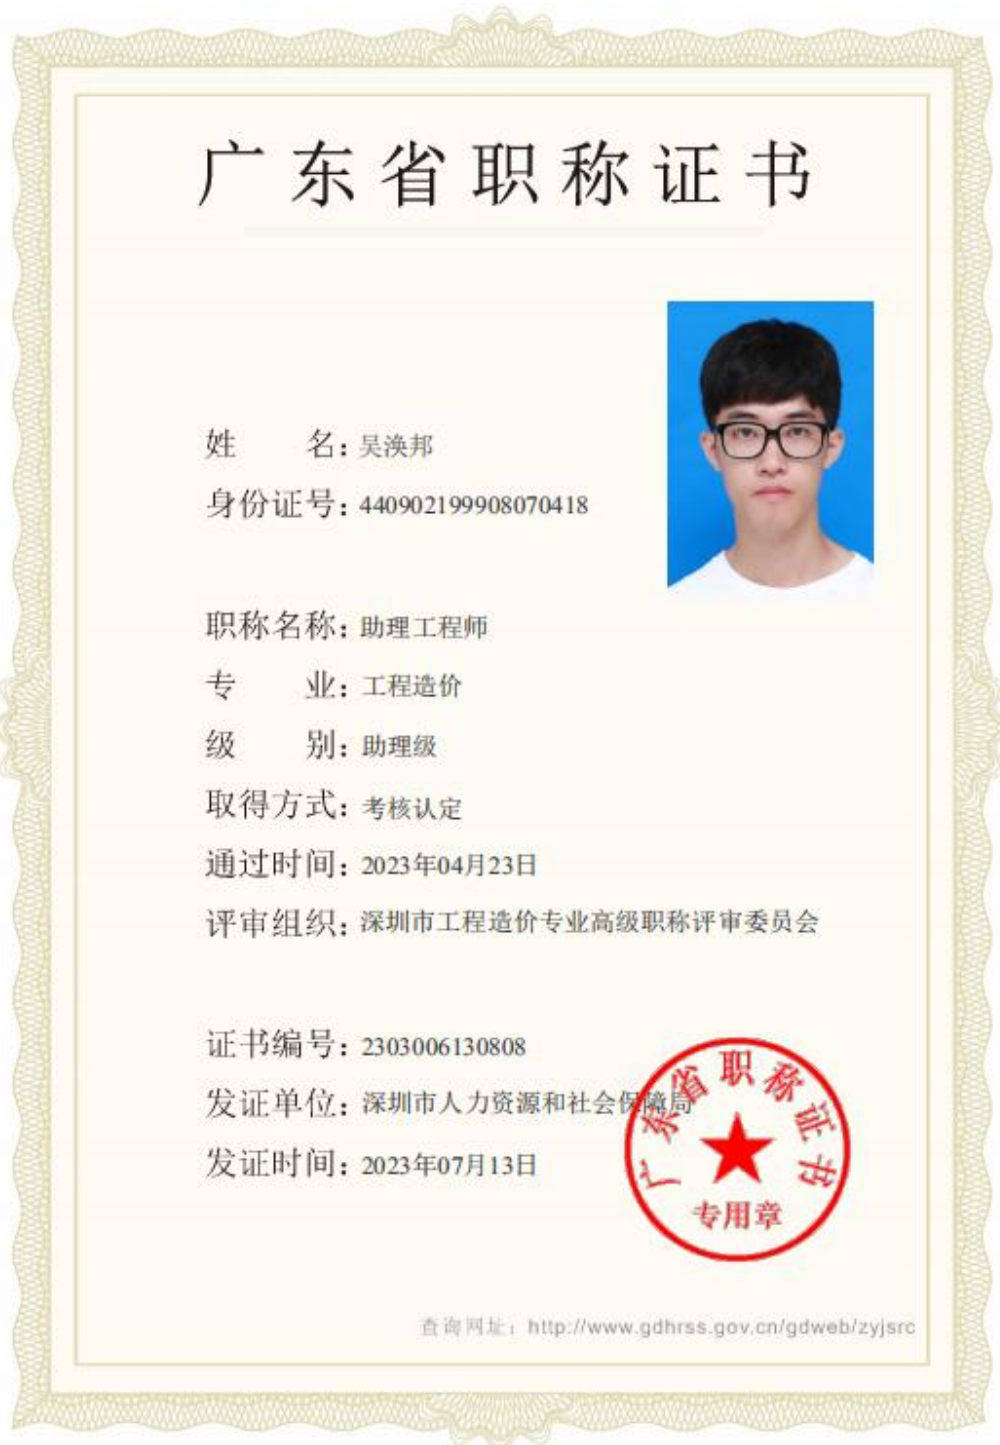 广东省职称证书
姓 名：吴涣邦
身份证号：440902199908070418
职称名称：助理工程师
专 业：工程造价
级 别：助理级
取得方式：考核认定
通过时间：2023年04月23日
评审组织：深圳市工程造价专业高级职称评审委员会
证书编号：2303006130808
发证单位：深圳市人力资源和社会保障局
发证时间：2023年07月13日
广东省职称证书
专用章
查询网址：http://www.gdhrss.gov.cn/gdweb/zyjsrc